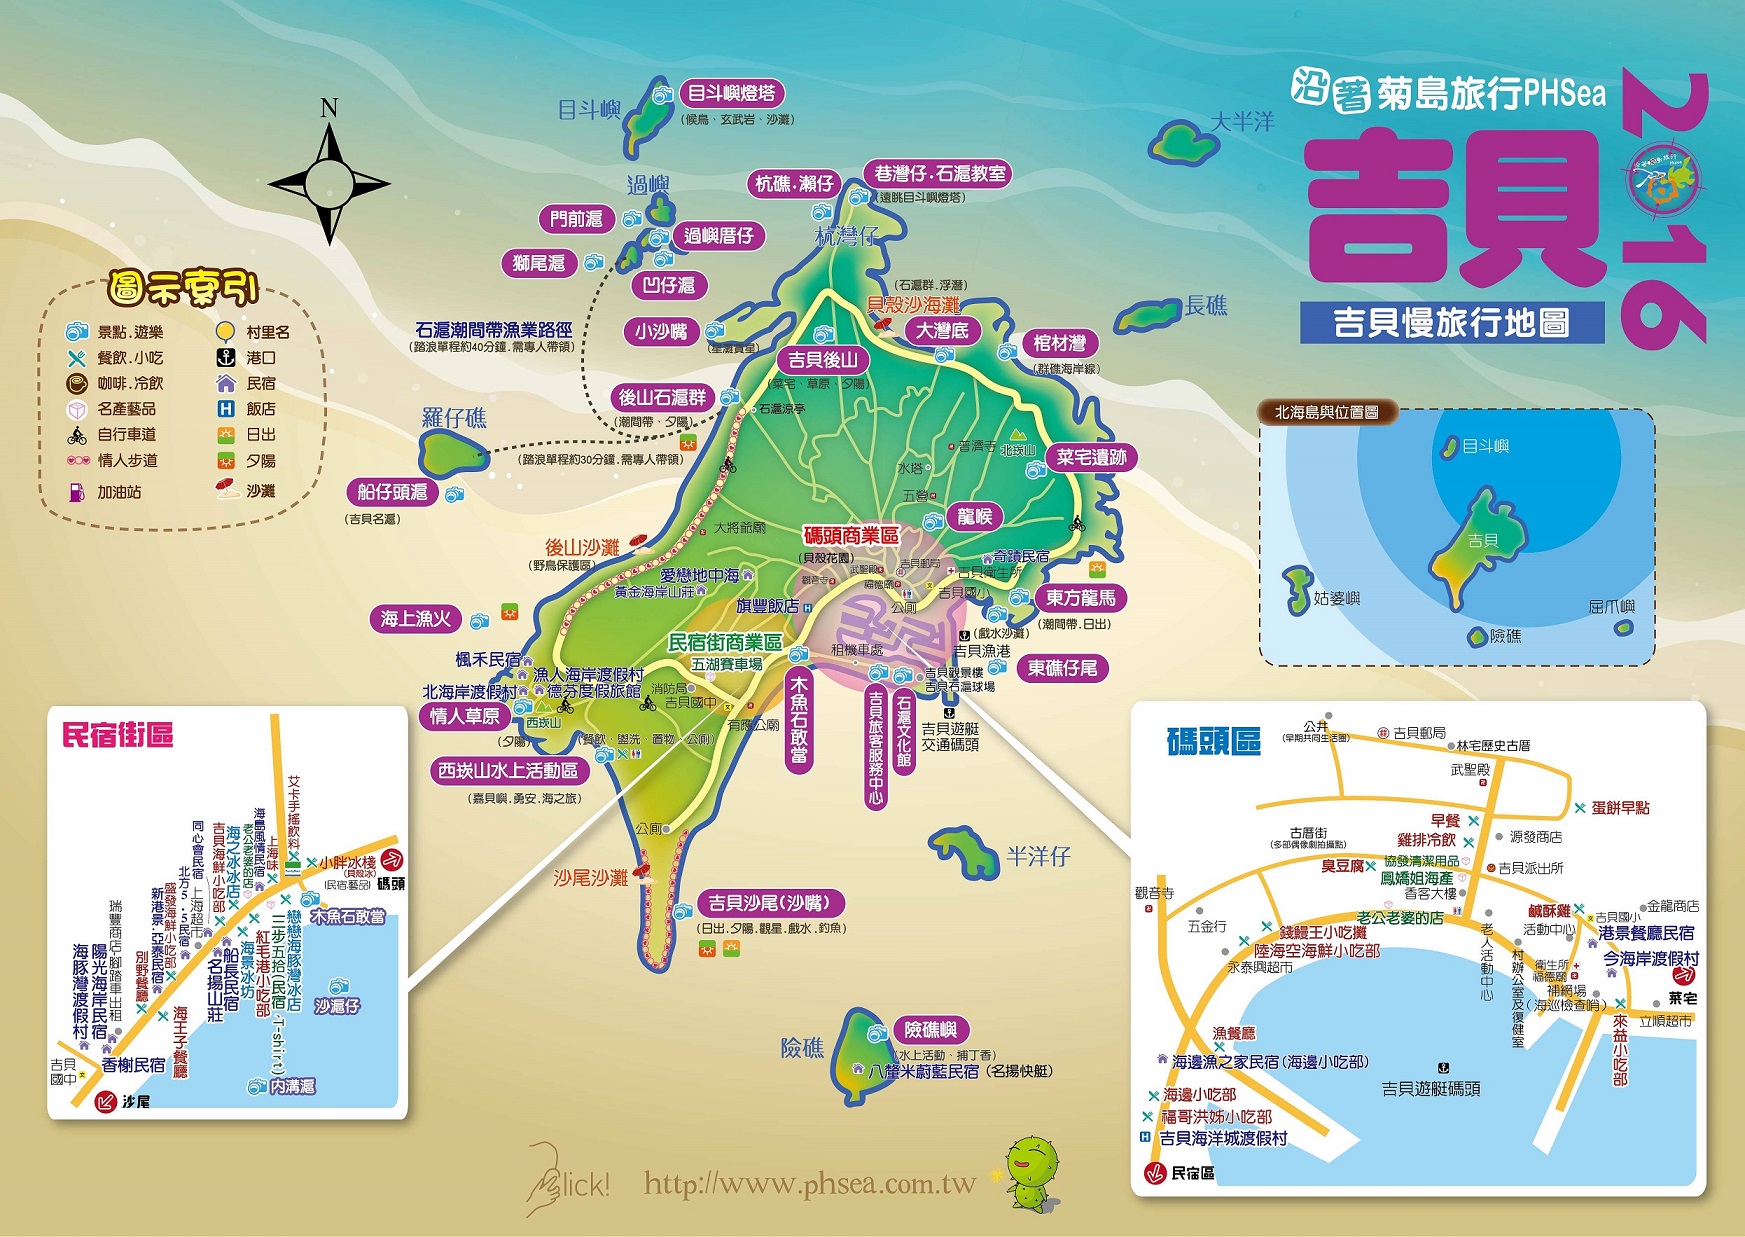 沿著菊島旅行PHSea
2016
吉貝
吉貝慢旅行地圖
N
圖示索引
景點.遊樂
餐飲.小吃
咖啡.冷飲
名產藝品
自行車道
情人步道
加油站
村里名
港口
民宿
飯店
日出
夕陽
沙灘
目斗嶼
目斗嶼燈塔
(候鳥、玄武岩、沙灘)
大半洋
過嶼
門前滬
過嶼厝仔
獅尾滬
凹仔滬
杭礁.瀨仔
巷灣仔.石滬教室
(遠眺目斗嶼燈塔)
杭灣仔
長礁
石滬潮間帶漁業路徑
(踏浪單程約40分鐘.需專人帶領)
小沙嘴
(星灘賞星)
(石滬群.浮潛)
貝殼沙海灘
大灣底
棺材灣
(群礁海岸線)
吉貝後山
(菜宅、草原、夕陽)
後山石滬群
(潮間帶、夕陽)
石滬涼亭
羅仔礁
(踏浪單程約30分鐘.需專人帶領)
船仔頭滬
(吉貝名滬)
普濟寺
北崁山
菜宅遺跡
水塔
五營
龍喉
大將爺廟
後山沙灘
(野鳥保護區)
碼頭商業區
(貝殼花園)
武聖殿
吉貝郵局
觀音寺
福德廟
吉貝衛生所
奇蹟民宿
愛戀地中海
黃金海岸山莊
旗豐飯店
公廁
吉貝國小
東方龍馬
(潮間帶.日出)
海上漁火
民宿街商業區
五湖賽車場
租機車處
(戲水沙灘)
吉貝漁港
東礁仔尾
楓禾民宿
漁人海岸渡假村
北海岸渡假村
德芬度假旅館
消防局
吉貝國中
吉貝觀景樓
吉貝石滬球場
情人草原
(夕陽)
西崁山
有應公廟
木魚石敢當
吉貝旅客服務中心
石滬文化館
吉貝遊艇
交通碼頭
(餐飲、盥洗、置物、公廁)
西崁山水上活動區
(嘉貝嶼.勇安.海之旅)
公廁
沙尾沙灘
吉貝沙尾(沙嘴)
(日出.夕陽.觀星.戲水.釣魚)
半洋仔
險礁
險礁嶼
(水上活動、捕丁香)
八釐米蔚藍民宿(名揚快艇)
北海島與位置圖
目斗嶼
吉貝
姑婆嶼
屈爪嶼
險礁
民宿街區
艾卡手搖飲料
上海味
海島風情民宿
老公老婆的店
海之冰冰店
吉貝海鮮小吃部
同心會民宿
上海超市
北方5.5民宿
盛發海鮮小吃部
新港景.亞泰民宿
別野餐廳
瑞豐商店-腳踏車出租
陽光海岸民宿
海豚灣渡假村
小胖冰棧
(貝殼冰)
(民宿藝品)
碼頭
木魚石敢當
戀戀海豚灣冰店
三步五拾(民宿.T-shirt)
紅毛港小吃部
海景冰坊
船長民宿
名揚山莊
海王子餐廳
香榭民宿
沙滬仔
內溝滬
吉貝
國中
沙尾
碼頭區
公井
(早期共同生活圈)
吉貝郵局
林宅歷史古厝
武聖殿
蛋餅早點
早餐
雞排冷飲
源發商店
古厝街
(多部偶像劇拍攝點)
臭豆腐
協發清潔用品
鳳嬌姐海產
香客大樓
吉貝派出所
觀音寺
老公老婆的店
鹹酥雞
吉貝國小
金龍商店
五金行
錢鰻王小吃攤
陸海空海鮮小吃部
永泰興超市
老人活動中心
活動中心
港景餐廳民宿
今海岸渡假村
村辦公室及復健室
衛生所
福德廟
補網場
(海巡檢查哨)
菜宅
立順超市
來益小吃部
漁餐廳
海邊漁之家民宿(海邊小吃部)
海邊小吃部
福哥洪姊小吃部
吉貝海洋城渡假村
民宿區
吉貝遊艇碼頭
Click!
http://www.phsea.com.tw